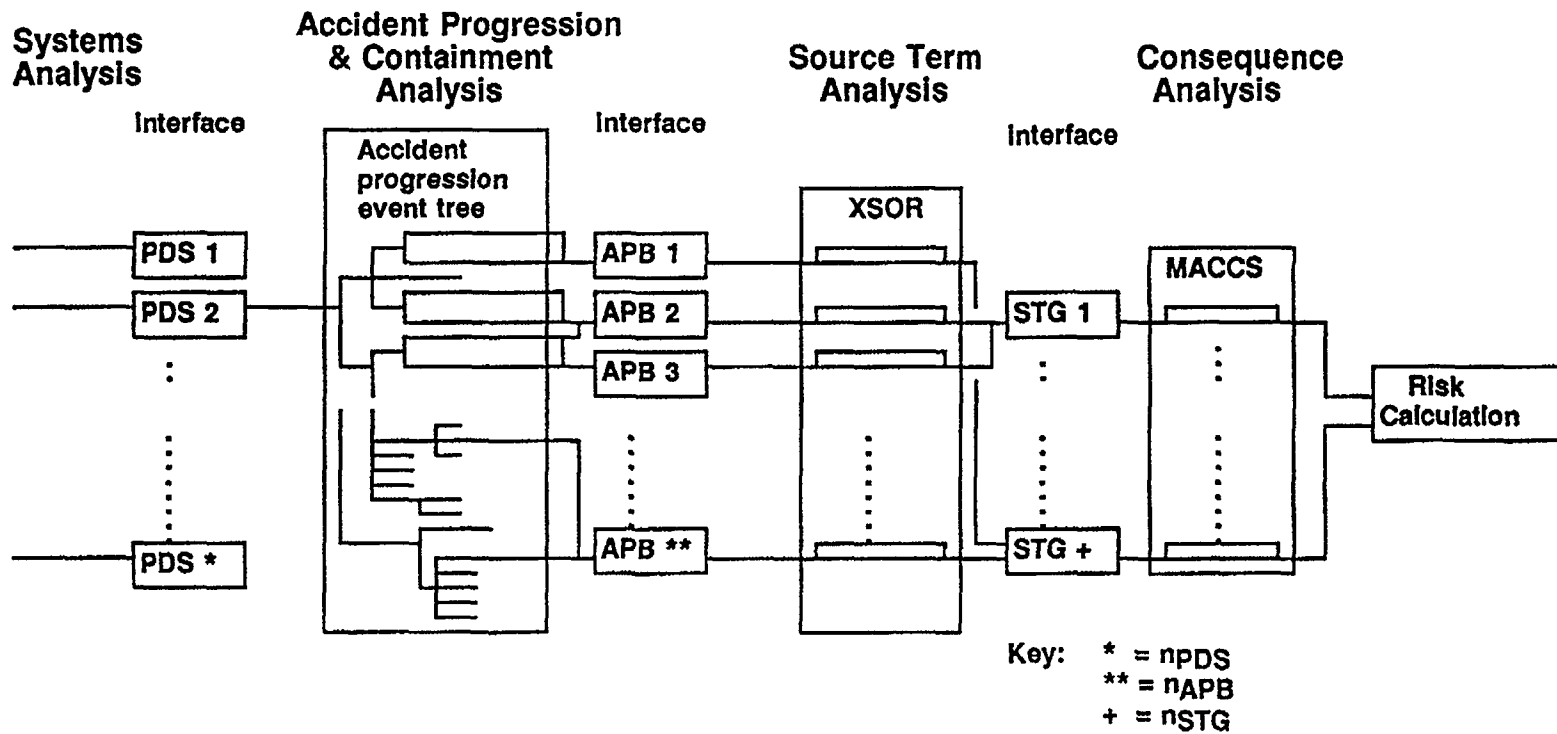 Systems
Analysis
Accident Progression
& Containment
Analysis
Source Term
Analysis
Consequence
Analysis
Interface
Interface
Interface
Accident
progression
event tree
XSOR
MACCS
PDS 1
PDS 2
PDS *
APB 1
APB 2
APB 3
APB **
STG 1
STG +
Risk
Calculation
Key: * = nPDS
** = nAPB
+ = nSTG